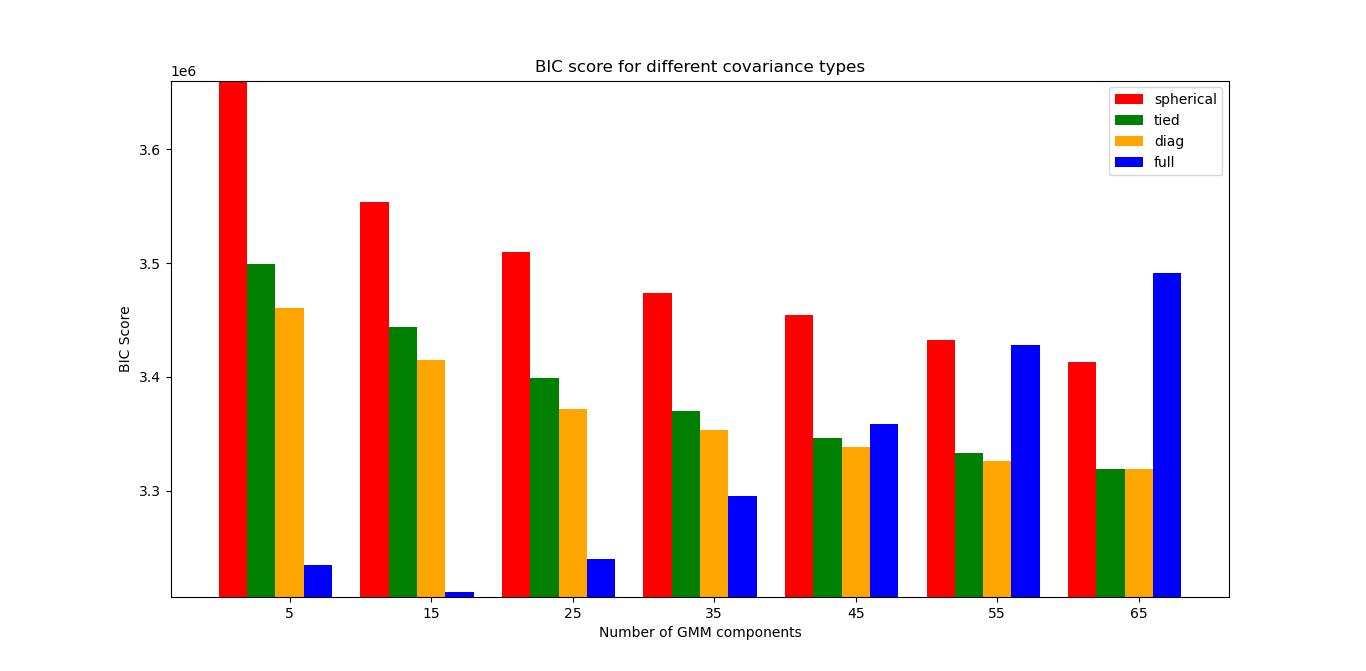 BIC score for different covariance types
1e6
spherical
tied
diag
full
3.6
3.5
3.4
3.3
BIC Score
5 15 25 35 45 55 65
Number of GMM components